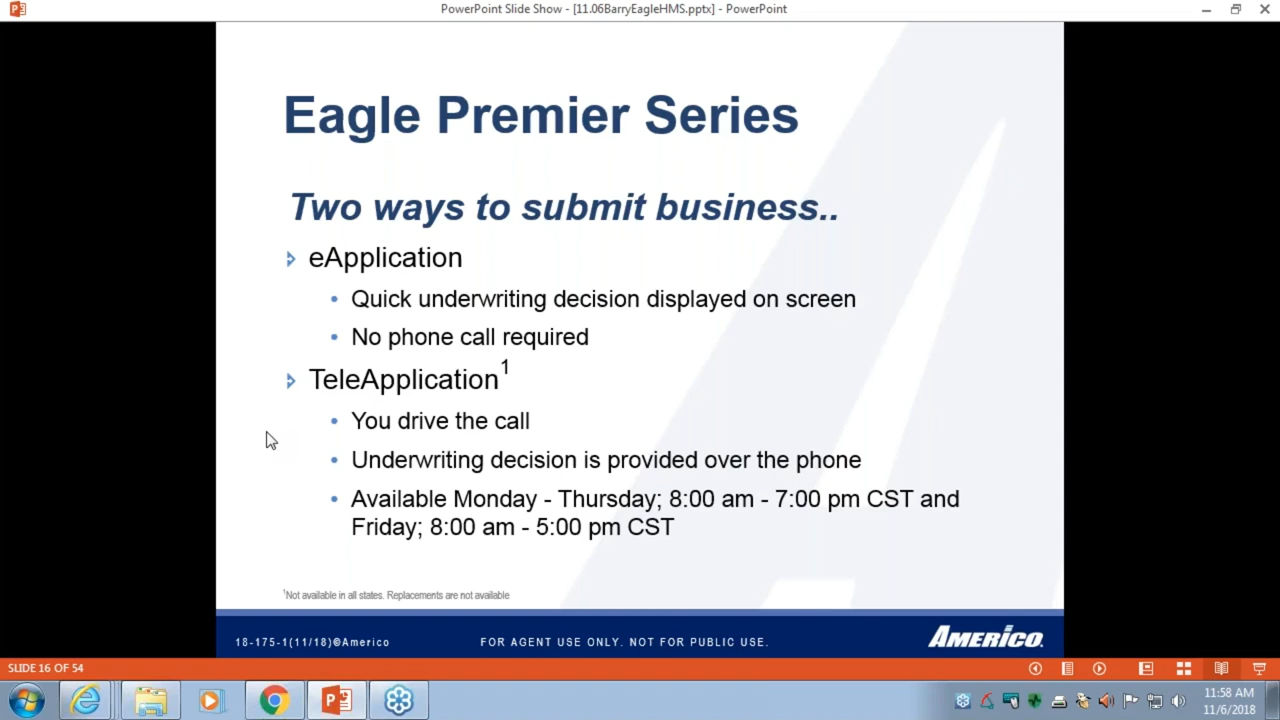 PowerPoint Slide Show - [11.06BarryEagleHMS.pptx] - PowerPoint
Eagle Premier Series
Two ways to submit business..
eApplication
• Quick underwriting decision displayed on screen
• No phone call required
TeleApplication1
• You drive the call
• Underwriting decision is provided over the phone
• Available Monday - Thursday; 8:00 am - 7:00 pm CST and
Friday; 8:00 am - 5:00 pm CST
1Not available in all states. Replacements are not available
18-175-1(11/18)©Americo
FOR AGENT USE ONLY. NOT FOR PUBLIC USE.
AMERICO.
SLIDE 16 OF 54
11:58 AM
11/6/2018